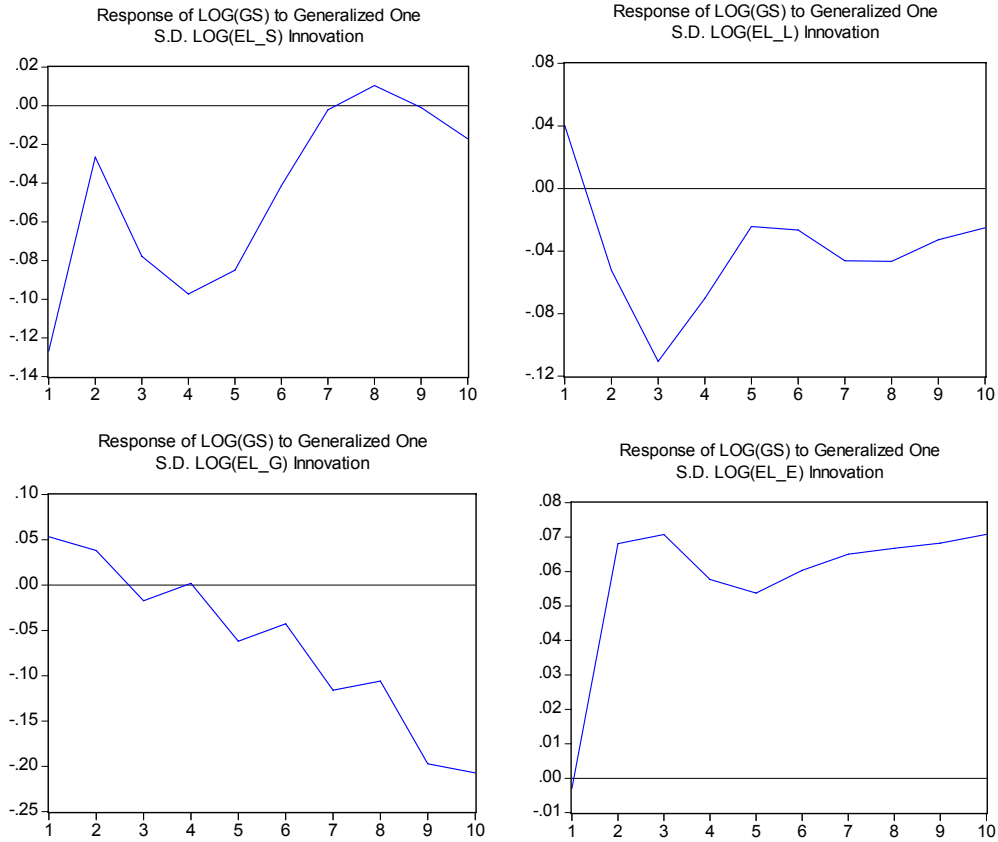 Response of LOG(GS) to Generalized One
S.D. LOG(EL_S) Innovation
.02
.00
-.02
-.04
-.06
-.08
-.10
-.12
-.14
1 2 3 4 5 6 7 8 9 10
Response of LOG(GS) to Generalized One
S.D. LOG(EL_L) Innovation
.08
.04
.00
-.04
-.08
-.12
1 2 3 4 5 6 7 8 9 10
Response of LOG(GS) to Generalized One
S.D. LOG(EL_G) Innovation
.10
.05
.00
-.05
-.10
-.15
-.20
-.25
1 2 3 4 5 6 7 8 9 10
Response of LOG(GS) to Generalized One
S.D. LOG(EL_E) Innovation
.08
.07
.06
.05
.04
.03
.02
.01
.00
-.01
1 2 3 4 5 6 7 8 9 10